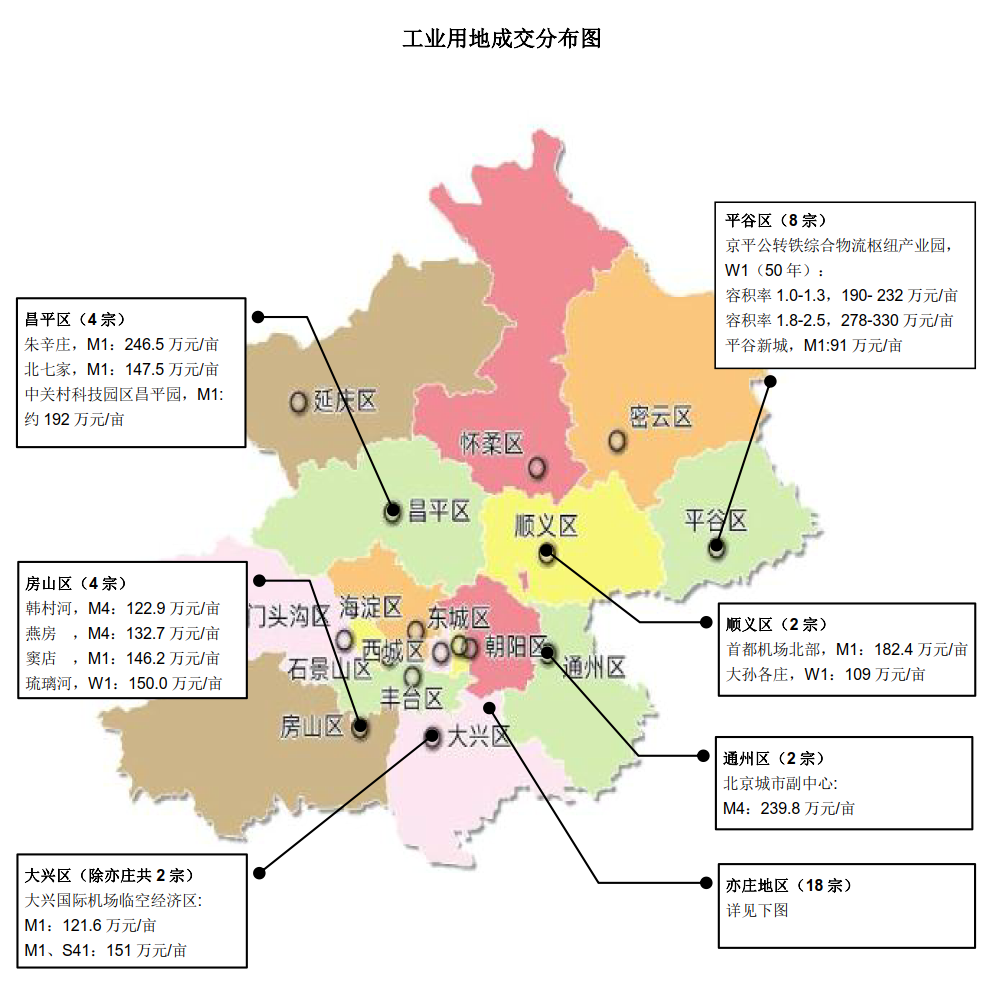 工业用地成交分布图
平谷区（8 宗）
京平公转铁综合物流枢纽产业园，
W1（50 年）：
容积率 1.0-1.3，190- 232 万元/亩
容积率 1.8-2.5，278-330 万元/亩
平谷新城，M1:91 万元/亩
昌平区（4 宗）
朱辛庄，M1：246.5 万元/亩
北七家，M1：147.5 万元/亩
中关村科技园区昌平园，M1:
约 192 万元/亩
延庆区
密云区
怀柔区
昌平区
顺义区
平谷区
房山区（4 宗）
韩村河，M4：122.9 万元/亩
燕房　，M4：132.7 万元/亩
窦店　，M1：146.2 万元/亩
琉璃河，W1：150.0 万元/亩
门头沟区
海淀区
东城区
西城区
朝阳区
石景山区
通州区
丰台区
房山区
大兴区
顺义区（2 宗）
首都机场北部，M1：182.4 万元/亩
大孙各庄，W1：109 万元/亩
通州区（2 宗）
北京城市副中心:
M4：239.8 万元/亩
大兴区（除亦庄共 2 宗）
大兴国际机场临空经济区:
M1：121.6 万元/亩
M1、S41：151 万元/亩
亦庄地区（18 宗）
详见下图